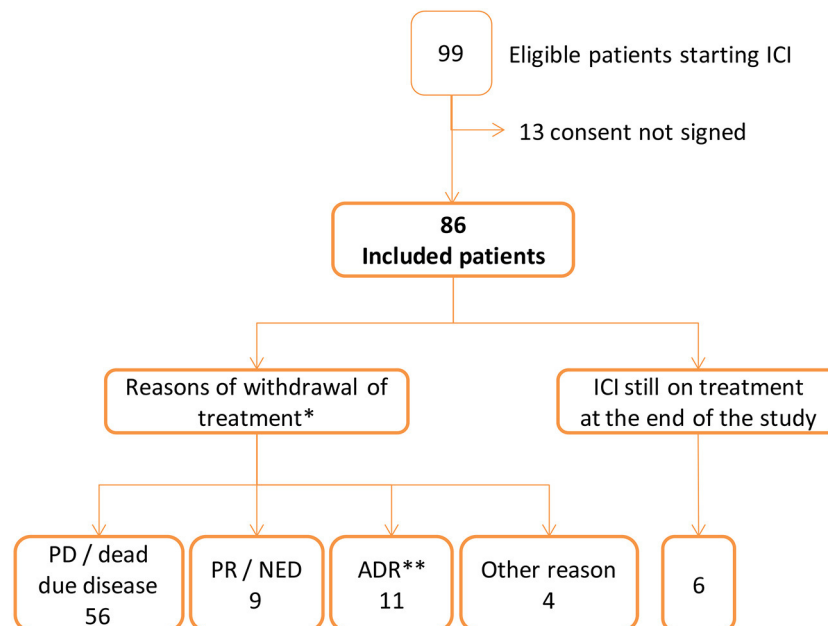 99
Eligible patients starting ICI
13 consent not signed
86
Included patients
Reasons of withdrawal of
treatment*
ICI still on treatment
at the end of the study
PD / dead
due disease
56
PR / NED
9
ADR**
11
Other reason
4
6